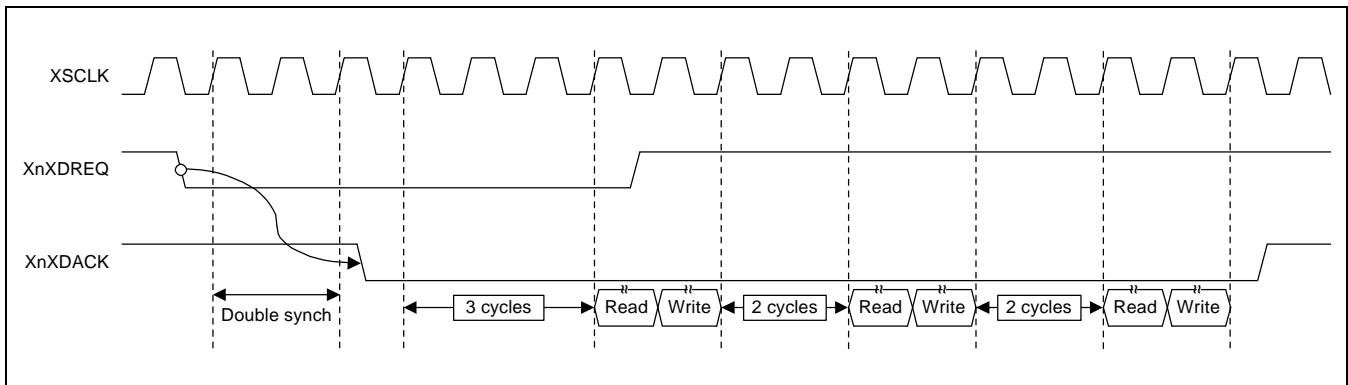 XSCLK
XnXDREQ
XnXDACK
Double synch
3 cycles
Read
Write
2 cycles
Read
Write
2 cycles
Read
Write